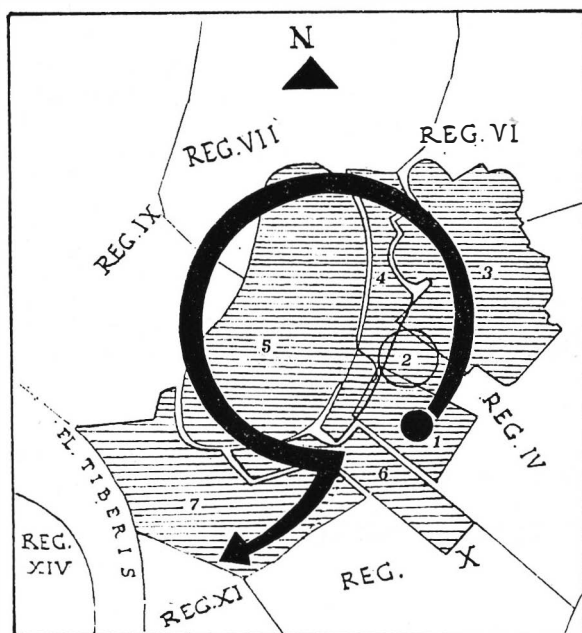 N
REG. VII
REG. VI
REG. IX
3
4
5
2
1
REG. IV
6
FL. TIBERIS
7
X
REG.
XIV
REG.
REG. XI